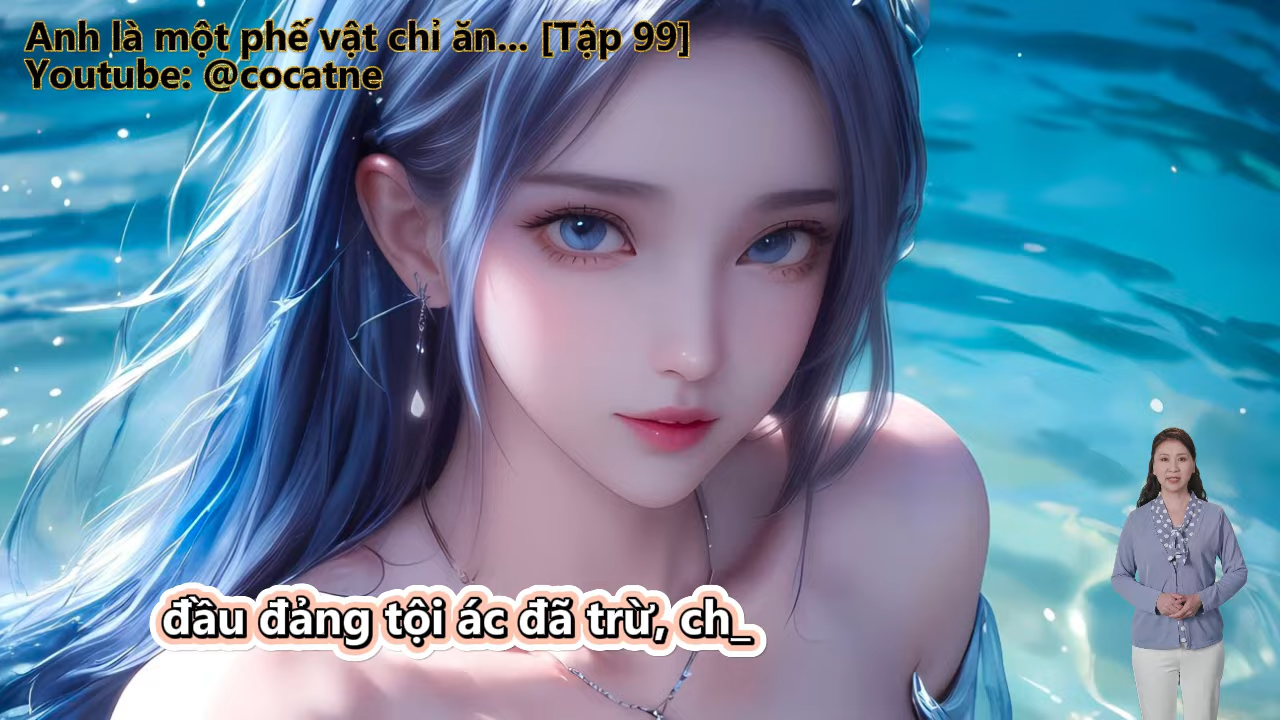 Anh là một phế vật chỉ ăn... [Tập 99]
Youtube: @cocatne
đầu đảng tội ác đã trừ, ch_